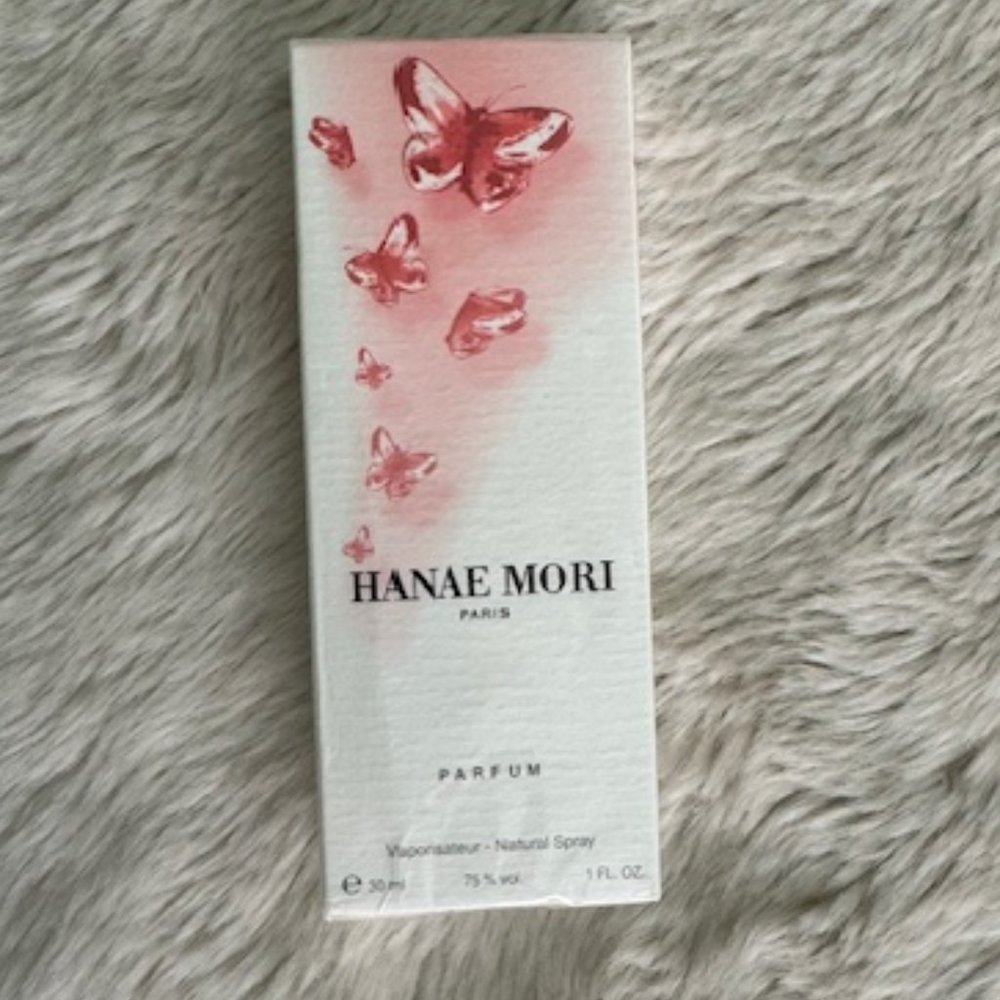 HANAE MORI
PARIS
PARFUM
Vaporisateur - Natural Spray
℮ 30 ml 75 % vol. 1 FL. OZ.